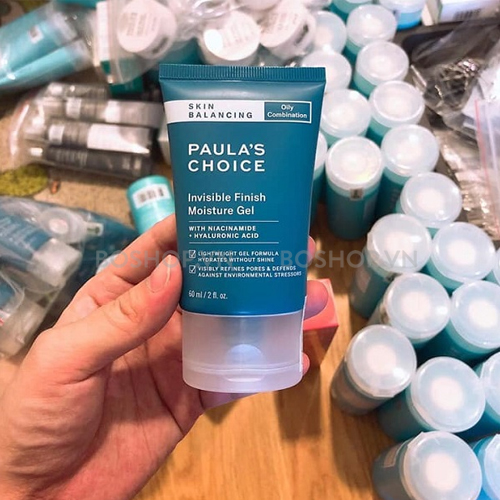 SKIN
BALANCING
Oily
Combination
PAULA'S
CHOICE
Invisible Finish
Moisture Gel
WITH NIACINAMIDE
+ HYALURONIC ACID
LIGHTWEIGHT GEL FORMULA
HYDRATES WITHOUT SHINE
VISIBLY REFINES PORES & DEFENDS
AGAINST ENVIRONMENTAL STRESSORS
60 ml / 2 fl. oz.